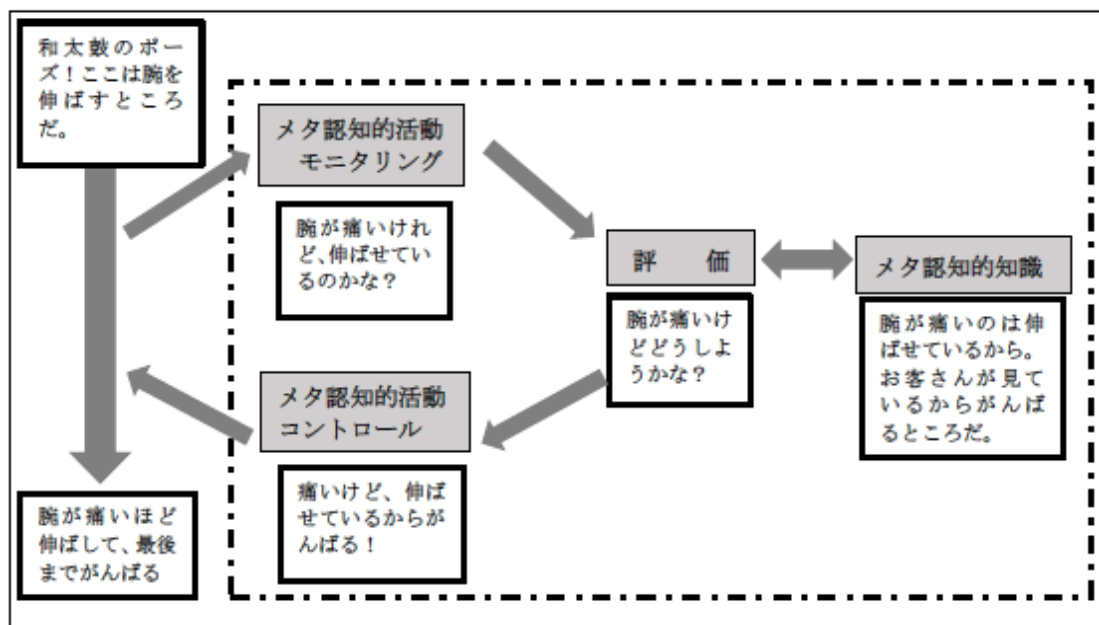 和太鼓のポー
ズ！ここは腕を
伸ばすところ
だ。
メタ認知的活動
モニタリング
腕が痛いけれ
ど、伸ばせてい
るのかな？
評　価
メタ認知的知識
腕が痛いけ
どどうしよ
うかな？
腕が痛いのは伸
ばせているから。
お客さんが見て
いるからがんば
るところだ。
メタ認知的活動
コントロール
痛いけど、伸ば
せているからが
んばる！
腕が痛いほど
伸ばして、最後
までがんばる